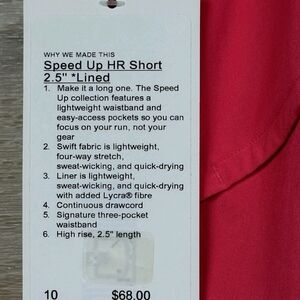 WHY WE MADE THIS
Speed Up HR Short
2.5" *Lined
1. Make it a long one. The Speed
Up collection features a
lightweight waistband and
easy-access pockets so you can
focus on your run, not your
gear
2. Swift fabric is lightweight,
four-way stretch,
sweat-wicking, and quick-drying
3. Liner is lightweight,
sweat-wicking, and quick-drying
with added Lycra® fibre
4. Continuous drawcord
5. Signature three-pocket
waistband
6. High rise, 2.5" length
10 $68.00